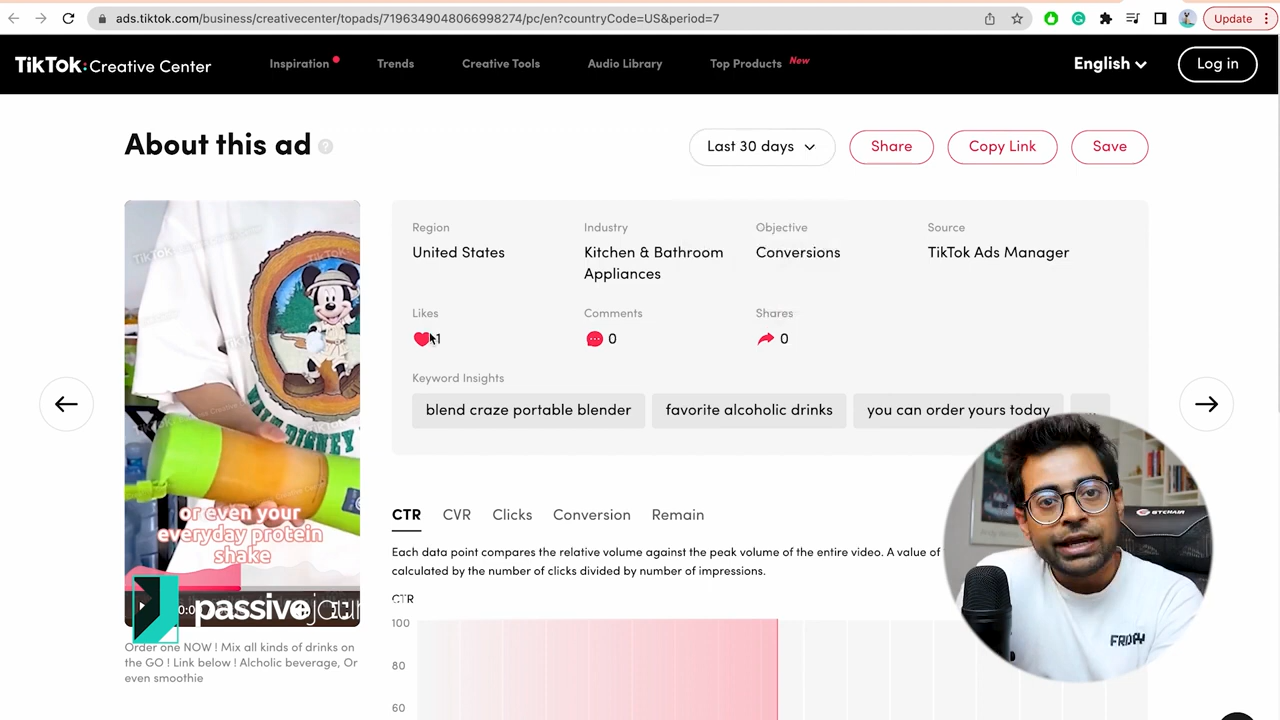 ads.tiktok.com/business/creativecenter/topads/7196349048066998274/pc/en?countryCode=US&period=7
Update
TikTok: Creative Center
Inspiration
Trends
Creative Tools
Audio Library
Top Products New
English
Log in
About this ad ?
Last 30 days
Share
Copy Link
Save
Region
United States
Industry
Kitchen & Bathroom
Appliances
Objective
Conversions
Source
TikTok Ads Manager
Likes
1
Comments
0
Shares
0
Keyword Insights
blend craze portable blender
favorite alcoholic drinks
you can order yours today
TikTok
or even your
everyday protein
shake
passivejour
Order one NOW ! Mix all kinds of drinks on
the GO ! Link below ! Alcholic beverage, Or
even smoothie
CTR
CVR
Clicks
Conversion
Remain
Each data point compares the relative volume against the peak volume of the entire video. A value of
calculated by the number of clicks divided by number of impressions.
CTR
100
80
60
GTCHAIR
FRIDAY